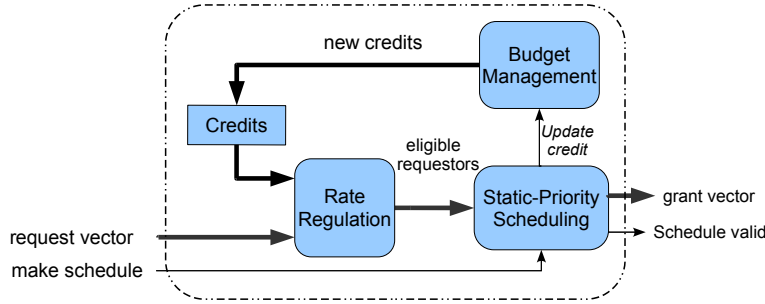 new credits
Budget
Management
Credits
Update
credit
eligible
requestors
Rate
Regulation
Static-Priority
Scheduling
grant vector
request vector
Schedule valid
make schedule